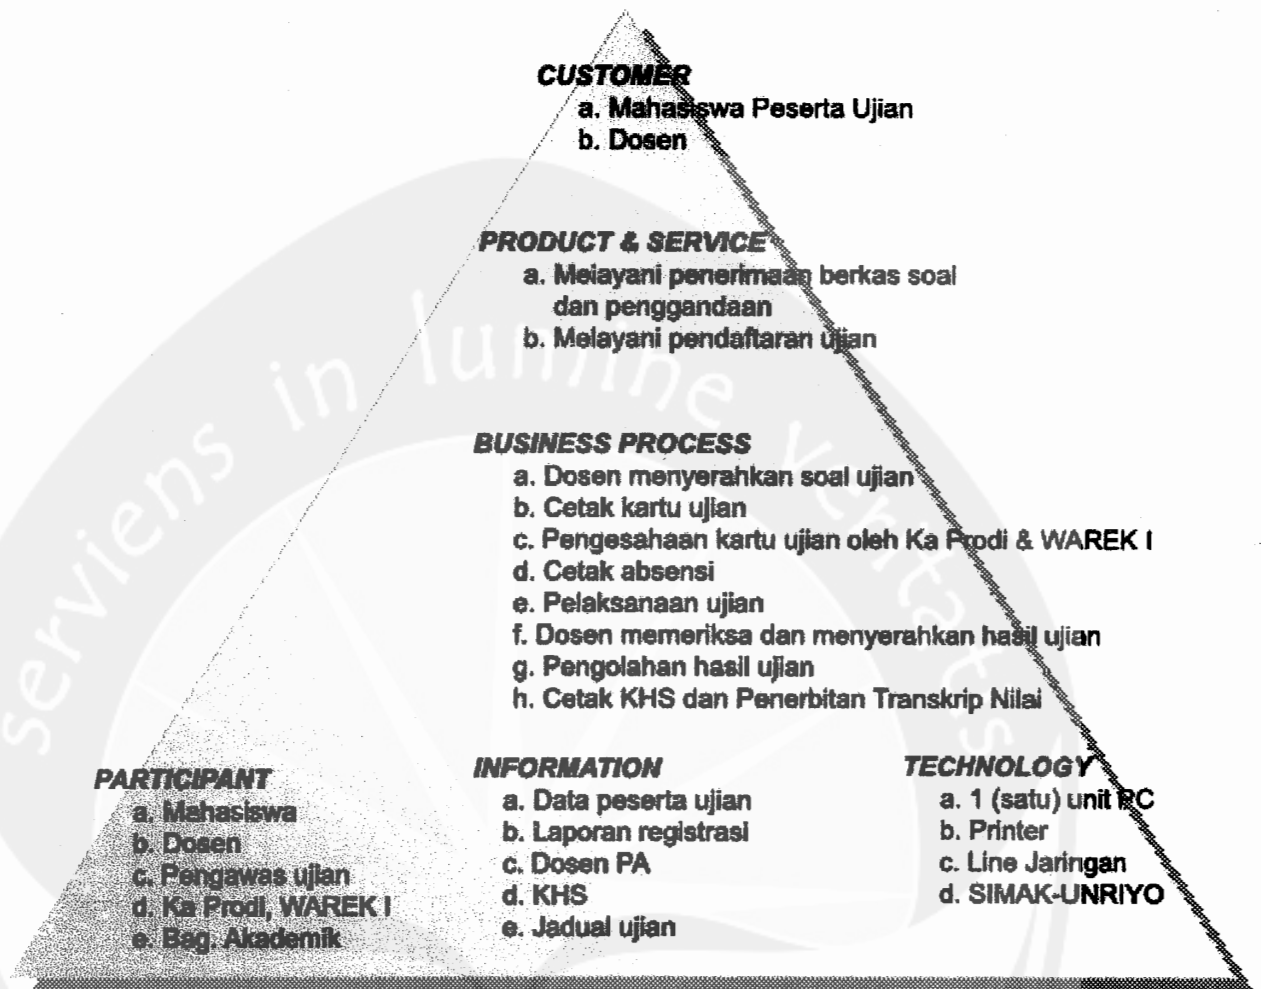 CUSTOMER
a. Mahasiswa Peserta Ujian
b. Dosen
PRODUCT & SERVICE
a. Melayani penerimaan berkas soal
dan penggandaan
b. Melayani pendaftaran ujian
BUSINESS PROCESS
a. Dosen menyerahkan soal ujian
b. Cetak kartu ujian
c. Pengesahaan kartu ujian oleh Ka Prodi & WAREK I
d. Cetak absensi
e. Pelaksanaan ujian
f. Dosen memeriksa dan menyerahkan hasil ujian
g. Pengolahan hasil ujian
h. Cetak KHS dan Penerbitan Transkrip Nilai
PARTICIPANT
a. Mahasiswa
b. Dosen
c. Pengawas ujian
d. Ka Prodi, WAREK I
e. Bag. Akademik
INFORMATION
a. Data peserta ujian
b. Laporan registrasi
c. Dosen PA
d. KHS
e. Jadual ujian
TECHNOLOGY
a. 1 (satu) unit PC
b. Printer
c. Line Jaringan
d. SIMAK-UNRIYO
serviens in lumine veritatis